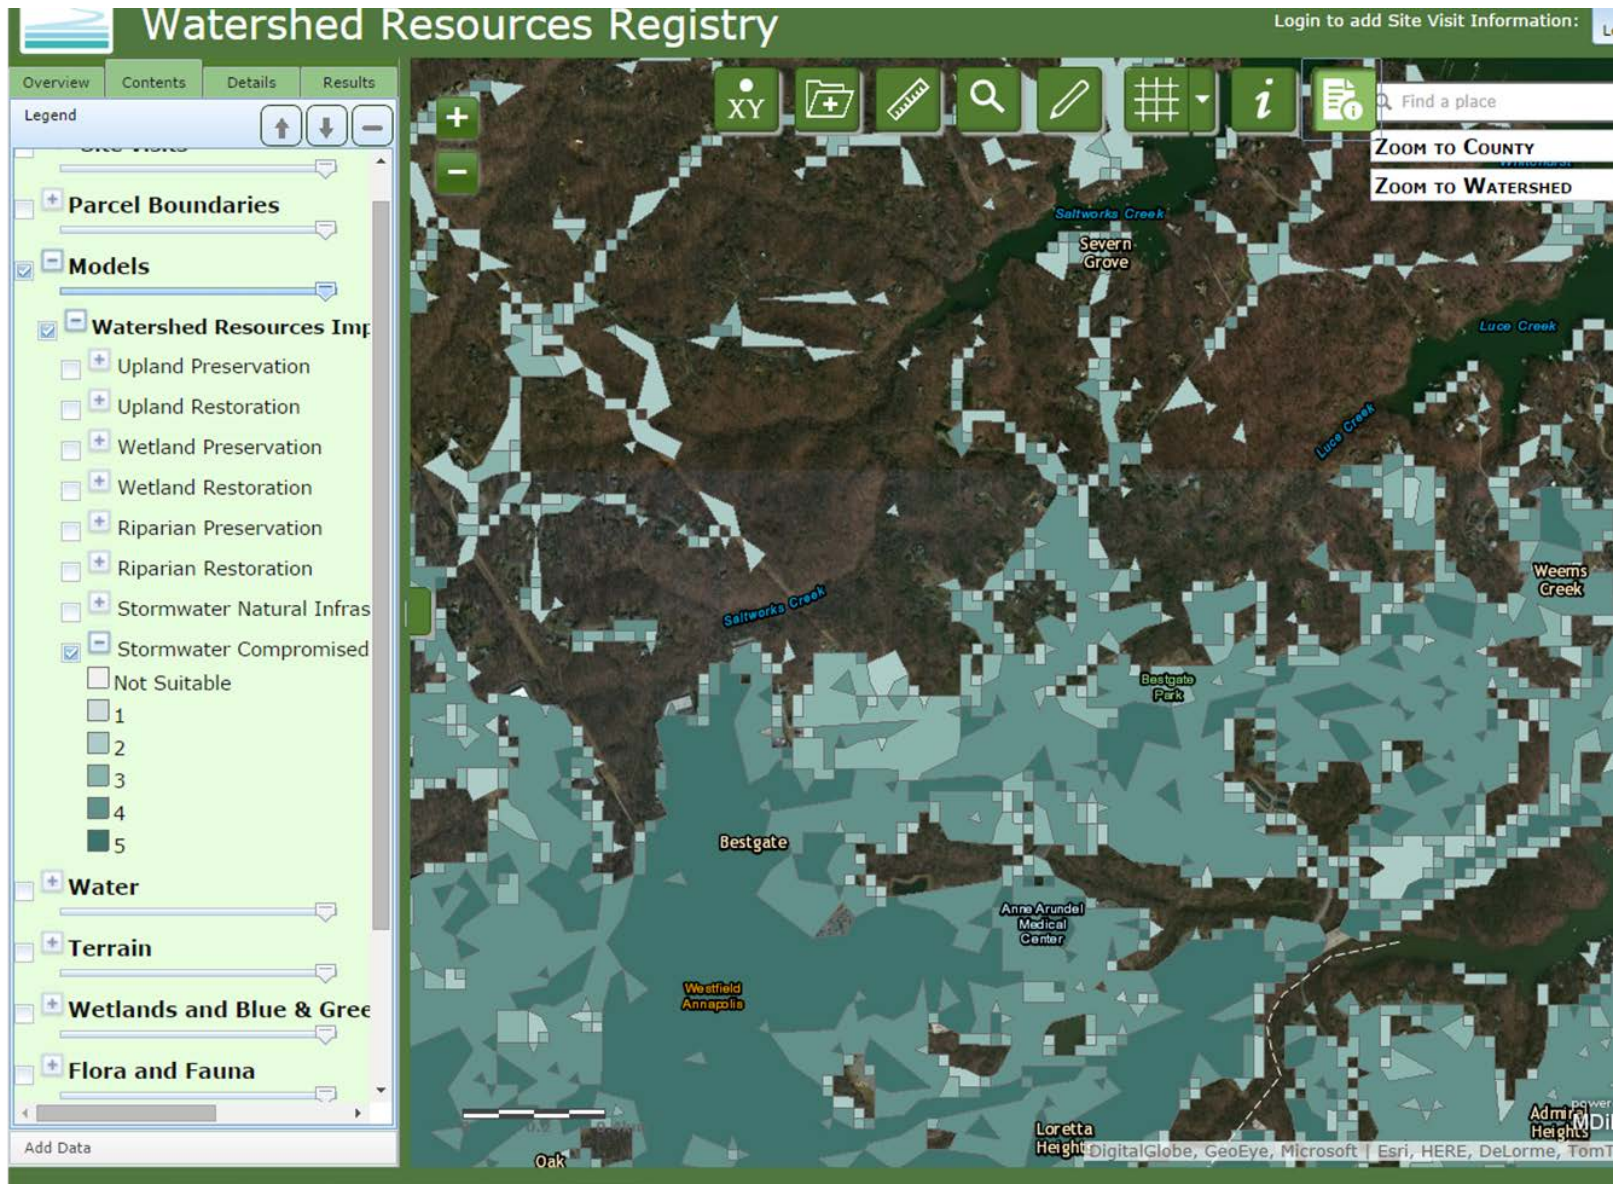 Watershed Resources Registry
Login to add Site Visit Information:
Overview
Contents
Details
Results
Legend
Parcel Boundaries
Models
Watershed Resources Imp
Upland Preservation
Upland Restoration
Wetland Preservation
Wetland Restoration
Riparian Preservation
Riparian Restoration
Stormwater Natural Infras
Stormwater Compromised
Not Suitable
1
2
3
4
5
Water
Terrain
Wetlands and Blue & Gree
Flora and Fauna
Add Data
XY
i
Find a place
ZOOM TO COUNTY
ZOOM TO WATERSHED
Saltworks Creek
Severn
Grove
Luce Creek
Luce Creek
Weems
Creek
Saltworks Creek
Bestgate
Park
Bestgate
Anne Arundel
Medical
Center
Westfield
Annapolis
Loretta
Heights
Admiral
Heights
Oak
power
DigitalGlobe, GeoEye, Microsoft | Esri, HERE, DeLorme, TomT